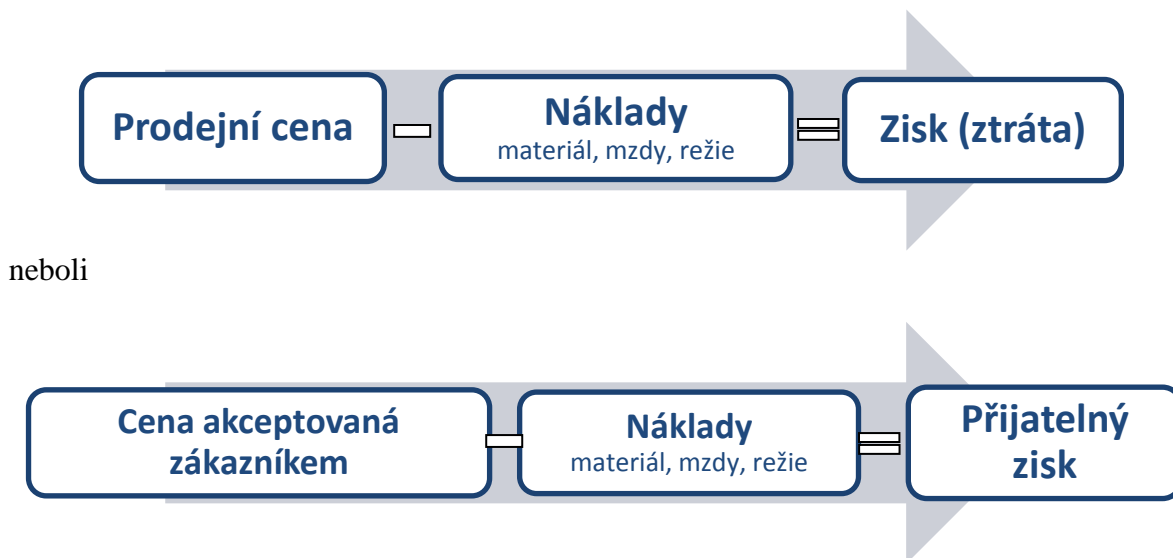 Prodejní cena
Náklady
materiál, mzdy, režie
Zisk (ztráta)
neboli
Cena akceptovaná
zákazníkem
Náklady
materiál, mzdy, režie
Přijatelný
zisk